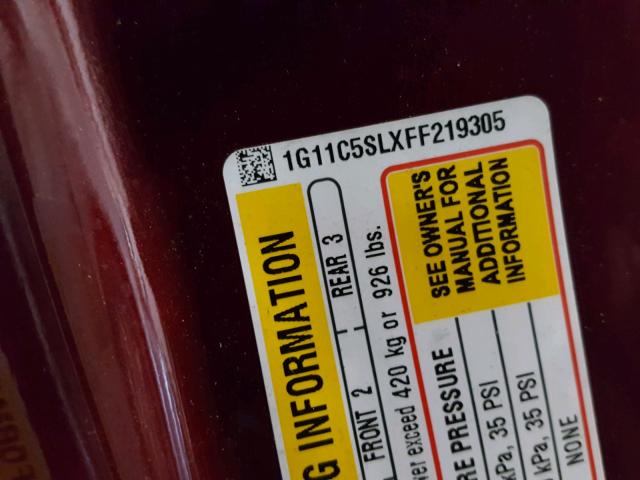 1G11C5SLXFF219305
G INFORMATION
FRONT 2 REAR 3
exceed 420 kg or 926 lbs.
SEE OWNER'S
MANUAL FOR
ADDITIONAL
INFORMATION
RE PRESSURE
kPa, 35 PSI
kPa, 35 PSI
NONE